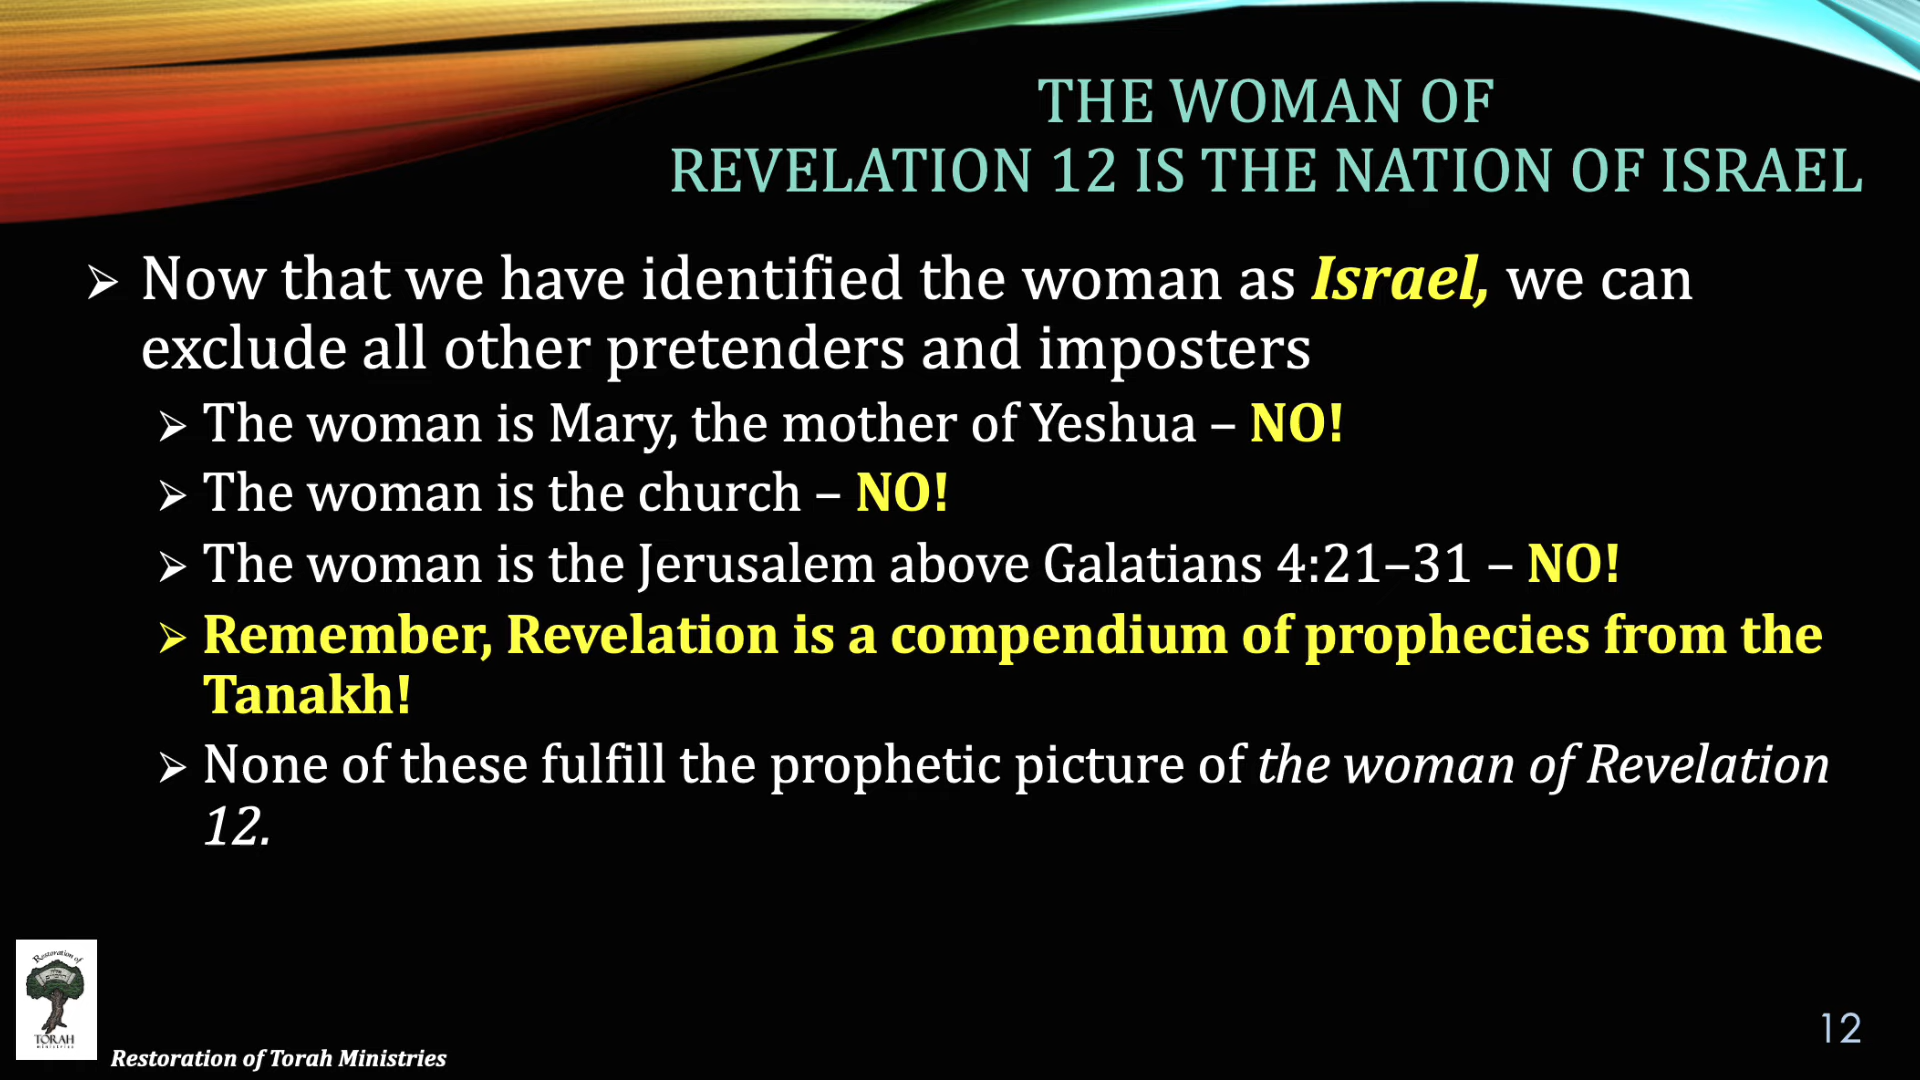 THE WOMAN OF
REVELATION 12 IS THE NATION OF ISRAEL
Now that we have identified the woman as Israel, we can
exclude all other pretenders and imposters
The woman is Mary, the mother of Yeshua – NO!
The woman is the church – NO!
The woman is the Jerusalem above Galatians 4:21–31 – NO!
Remember, Revelation is a compendium of prophecies from the
Tanakh!
None of these fulfill the prophetic picture of the woman of Revelation
12.
Restoration of
TORAH
ministries
Restoration of Torah Ministries
12